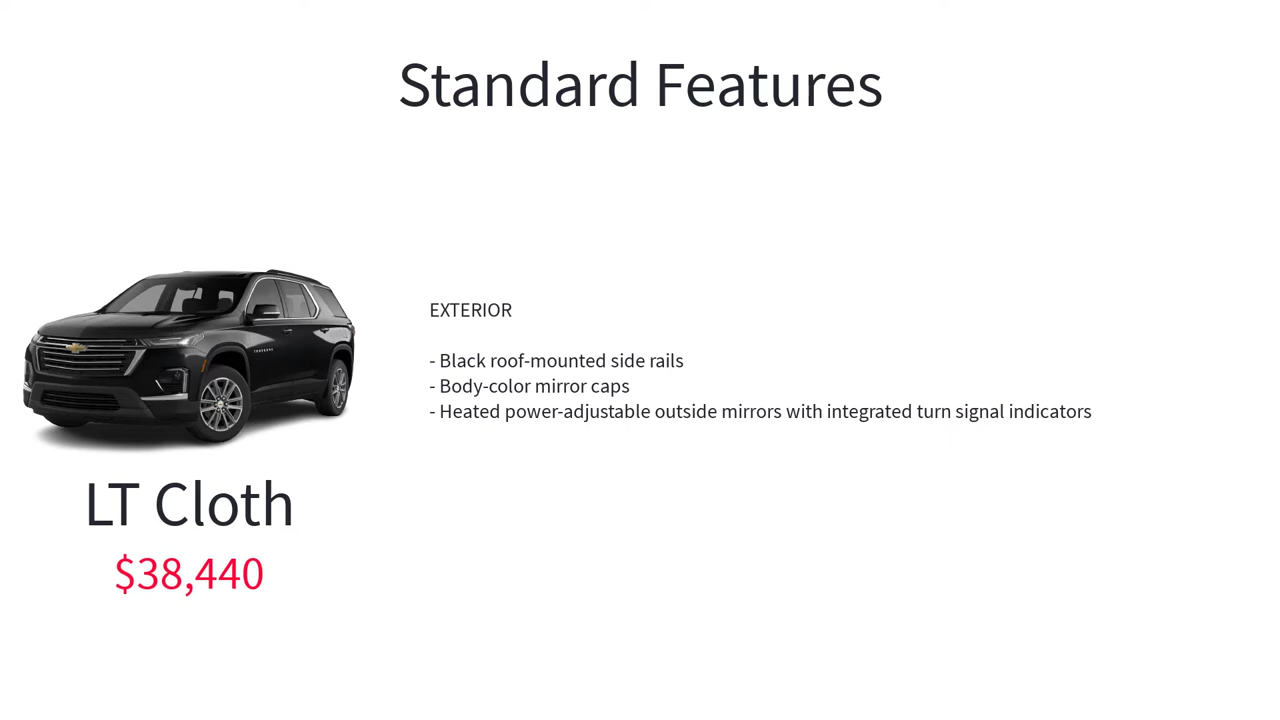 Standard Features
EXTERIOR
- Black roof-mounted side rails
- Body-color mirror caps
- Heated power-adjustable outside mirrors with integrated turn signal indicators
LT Cloth
$38,440